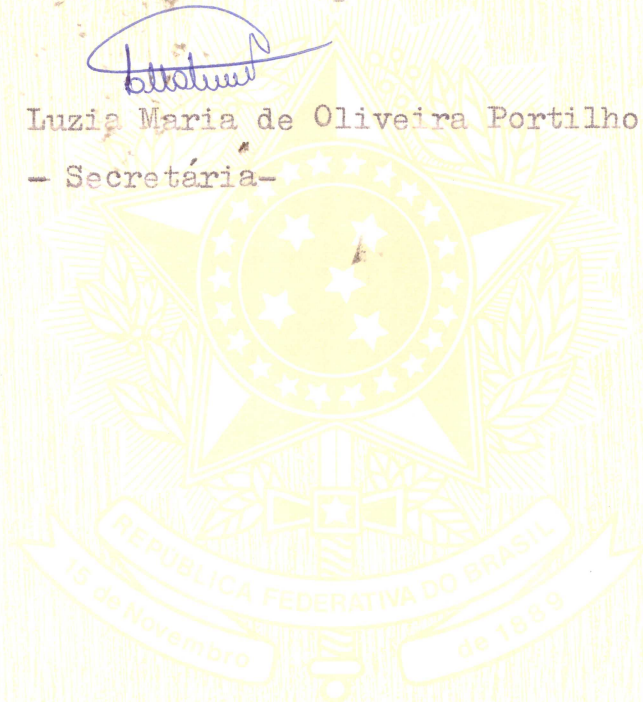 Luzia Maria de Oliveira Portilho
- Secretária-
REPÚBLICA FEDERATIVA DO BRASIL
15 de Novembro de 1889